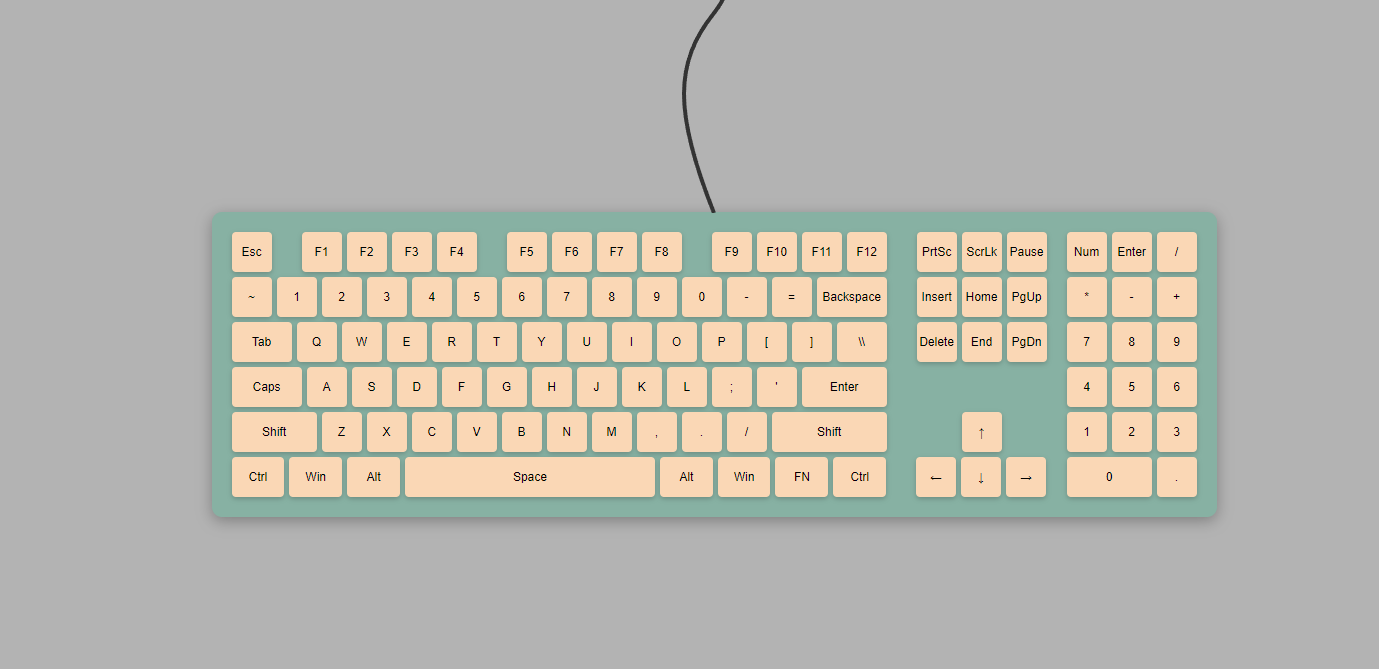 Esc F1 F2 F3 F4 F5 F6 F7 F8 F9 F10 F11 F12 PrtSc ScrLk Pause Num Enter /
~ 1 2 3 4 5 6 7 8 9 0 - = Backspace Insert Home PgUp * - +
Tab Q W E R T Y U I O P [ ] \\ Delete End PgDn 7 8 9
Caps A S D F G H J K L ; ' Enter 4 5 6
Shift Z X C V B N M , . / Shift ↑ 1 2 3
Ctrl Win Alt Space Alt Win FN Ctrl ← ↓ → 0 .